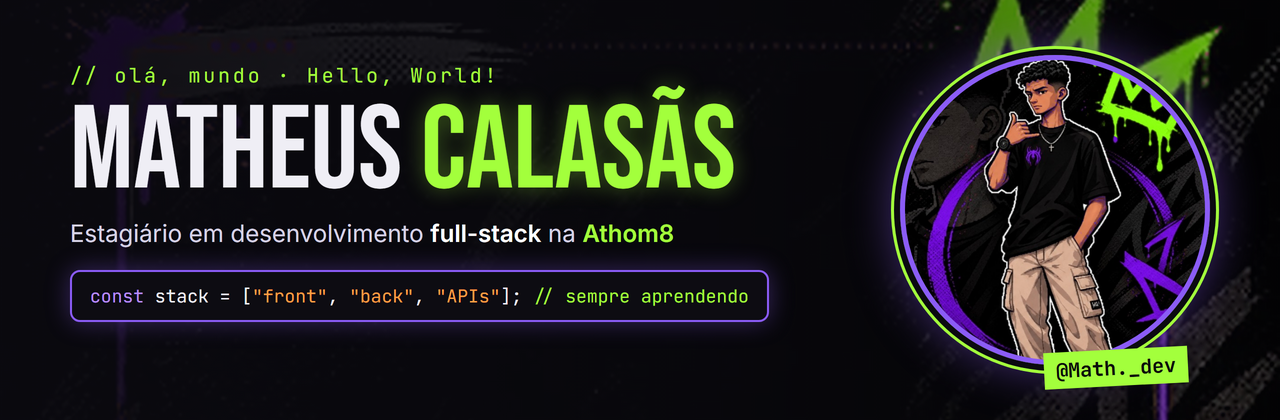 // olá, mundo · Hello, World!
MATHEUS CALASÃS
Estagiário em desenvolvimento full-stack na Athom8
const stack = ["front", "back", "APIs"]; // sempre aprendendo
@Math._dev